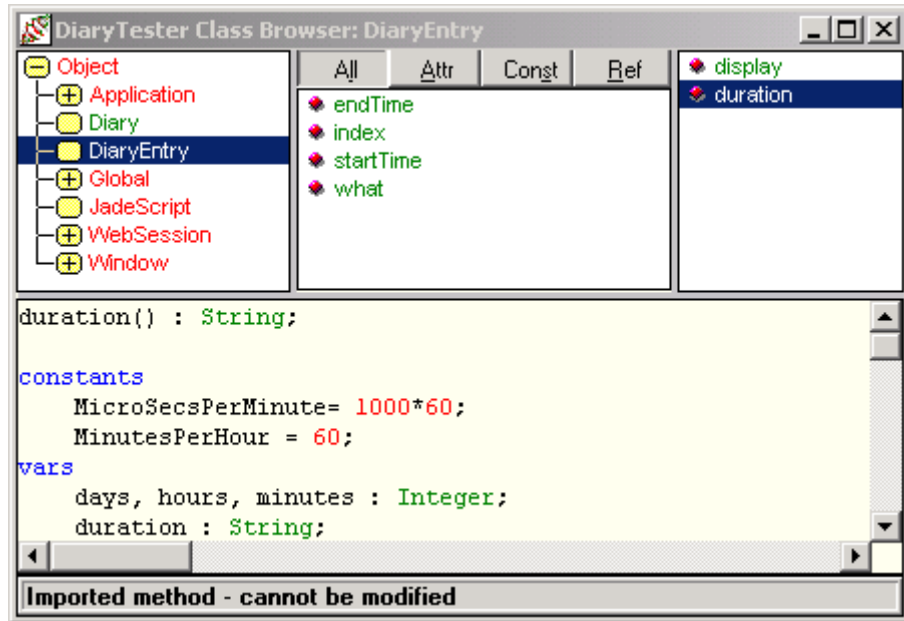 DiaryTester Class Browser: DiaryEntry
Object
Application
Diary
DiaryEntry
Global
JadeScript
WebSession
Window
All Attr Const Ref
endTime
index
startTime
what
display
duration
duration() : String;
constants
MicroSecsPerMinute= 1000*60;
MinutesPerHour = 60;
vars
days, hours, minutes : Integer;
duration : String;
Imported method - cannot be modified